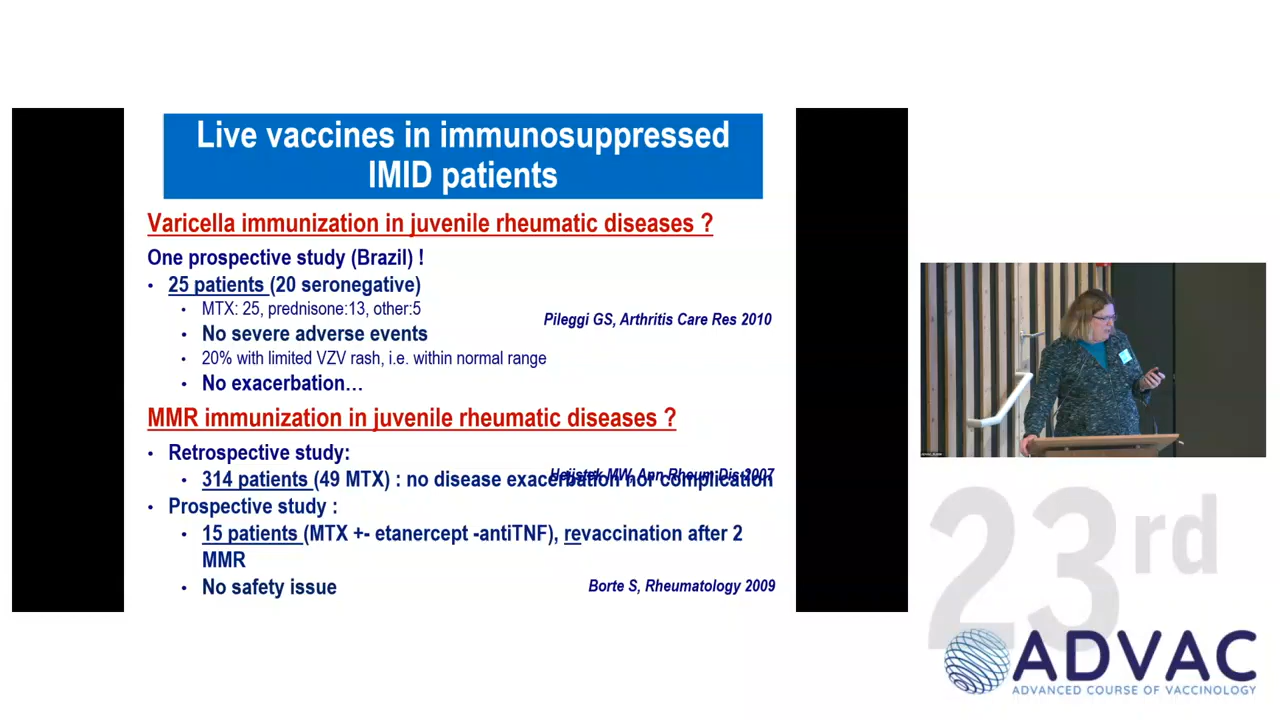 Live vaccines in immunosuppressed
IMID patients
Varicella immunization in juvenile rheumatic diseases ?
One prospective study (Brazil) !
• 25 patients (20 seronegative)
• MTX: 25, prednisone:13, other:5
Pileggi GS, Arthritis Care Res 2010
• No severe adverse events
• 20% with limited VZV rash, i.e. within normal range
• No exacerbation…
MMR immunization in juvenile rheumatic diseases ?
• Retrospective study:
Heijstek MW, Ann Rheum Dis 2007
• 314 patients (49 MTX) : no disease exacerbation nor complication
• Prospective study :
• 15 patients (MTX +- etanercept -antiTNF), revaccination after 2
MMR
• No safety issue
Borte S, Rheumatology 2009
23rd
ADVAC
ADVANCED COURSE OF VACCINOLOGY